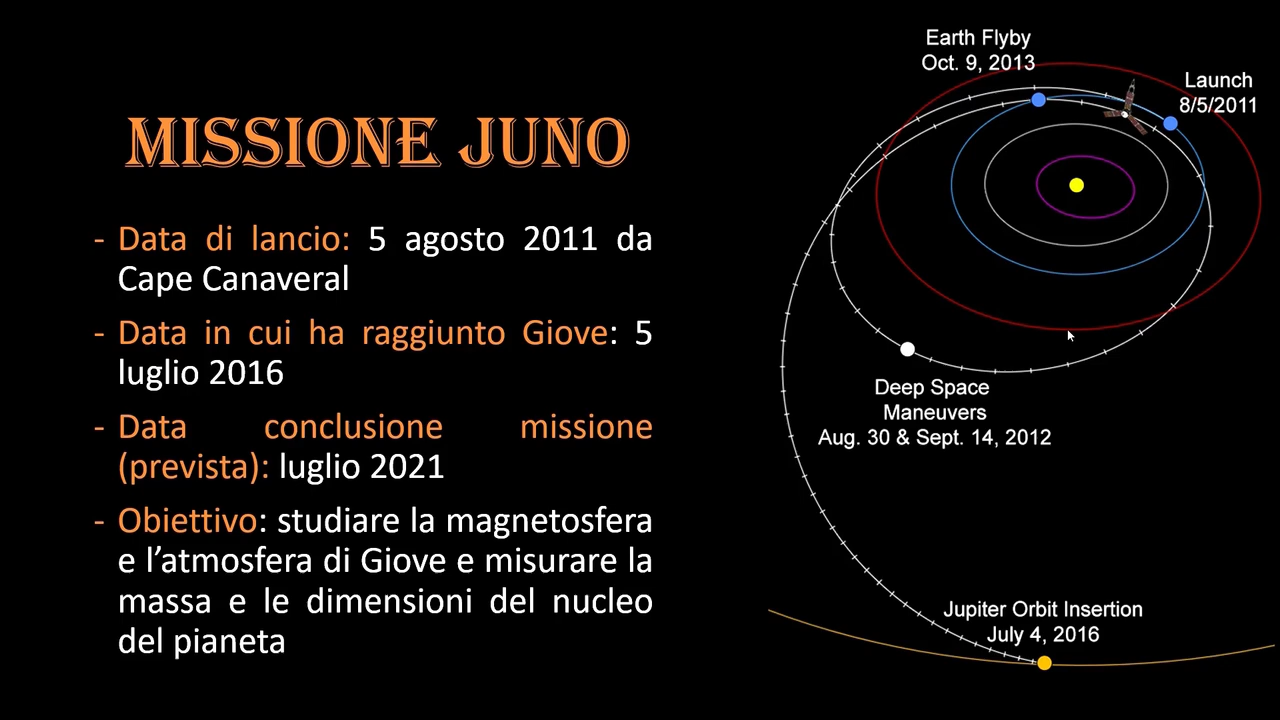 MISSIONE JUNO
- Data di lancio: 5 agosto 2011 da
Cape Canaveral
- Data in cui ha raggiunto Giove: 5
luglio 2016
- Data conclusione missione
(prevista): luglio 2021
- Obiettivo: studiare la magnetosfera
e l’atmosfera di Giove e misurare la
massa e le dimensioni del nucleo
del pianeta
Earth Flyby
Oct. 9, 2013
Launch
8/5/2011
Deep Space
Maneuvers
Aug. 30 & Sept. 14, 2012
Jupiter Orbit Insertion
July 4, 2016